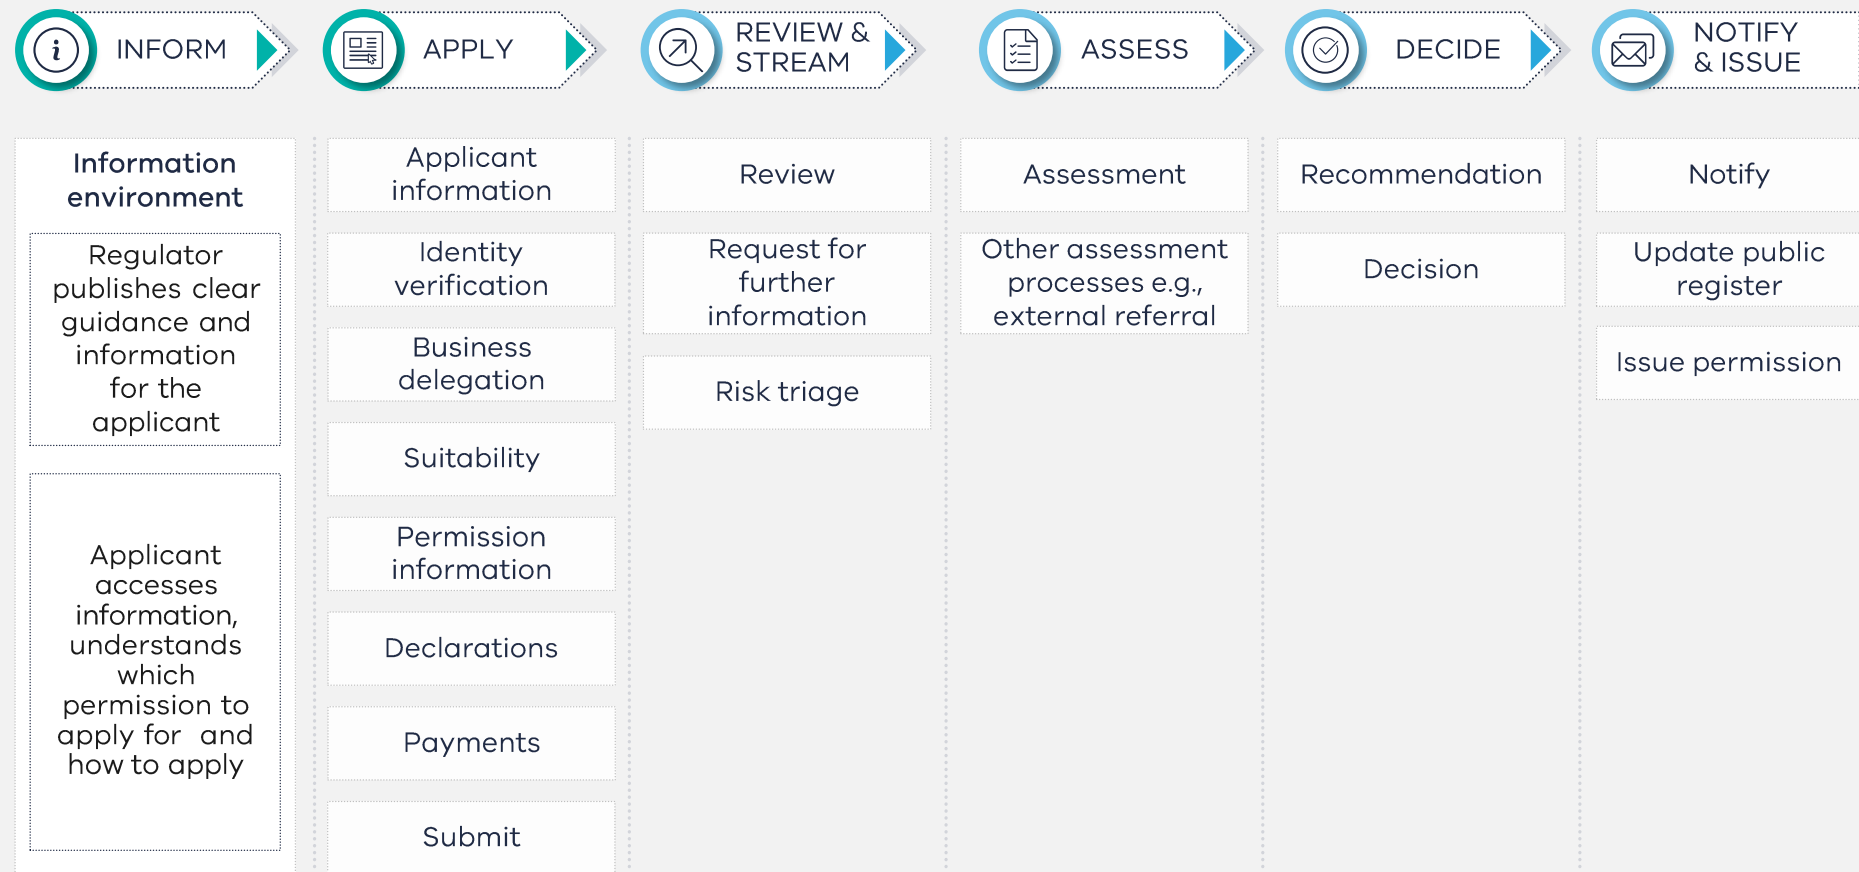 INFORM
APPLY
REVIEW &
STREAM
ASSESS
DECIDE
NOTIFY
& ISSUE
Information
environment
Regulator
publishes clear
guidance and
information
for the
applicant
Applicant
accesses
information,
understands
which
permission to
apply for and
how to apply
Applicant
information
Identity
verification
Business
delegation
Suitability
Permission
information
Declarations
Payments
Submit
Review
Request for
further
information
Risk triage
Assessment
Other assessment
processes e.g.,
external referral
Recommendation
Decision
Notify
Update public
register
Issue permission